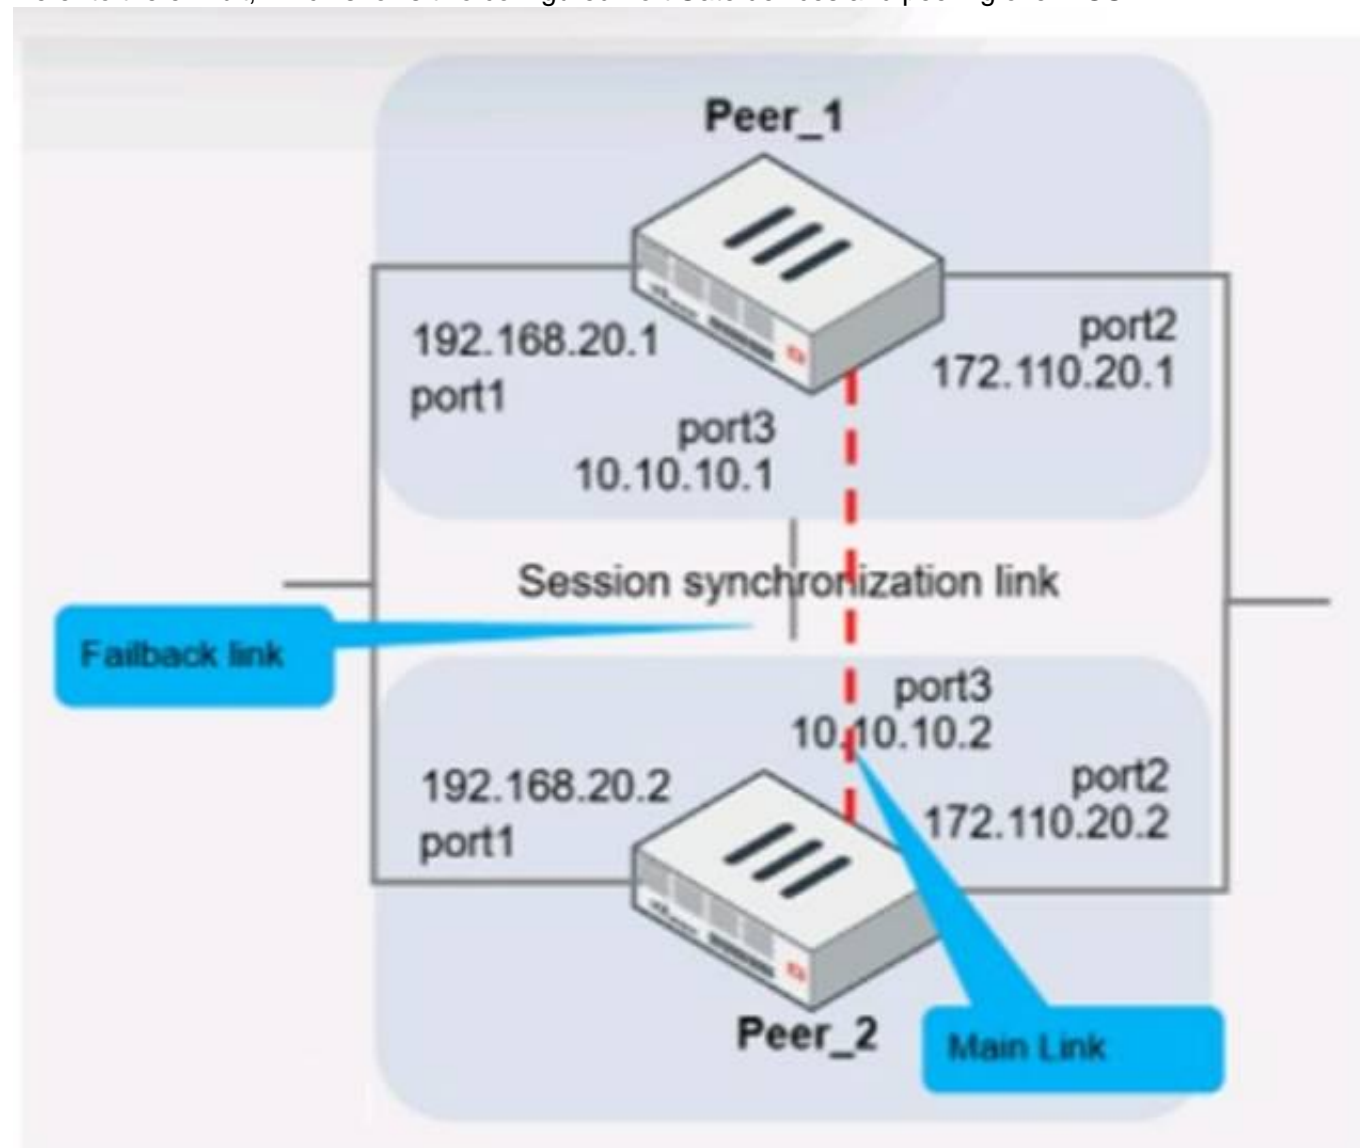 Peer_1
192.168.20.1
port1
port2
172.110.20.1
port3
10.10.10.1
Session synchronization link
Failback link
port3
10.10.10.2
192.168.20.2
port1
port2
172.110.20.2
Peer_2
Main Link